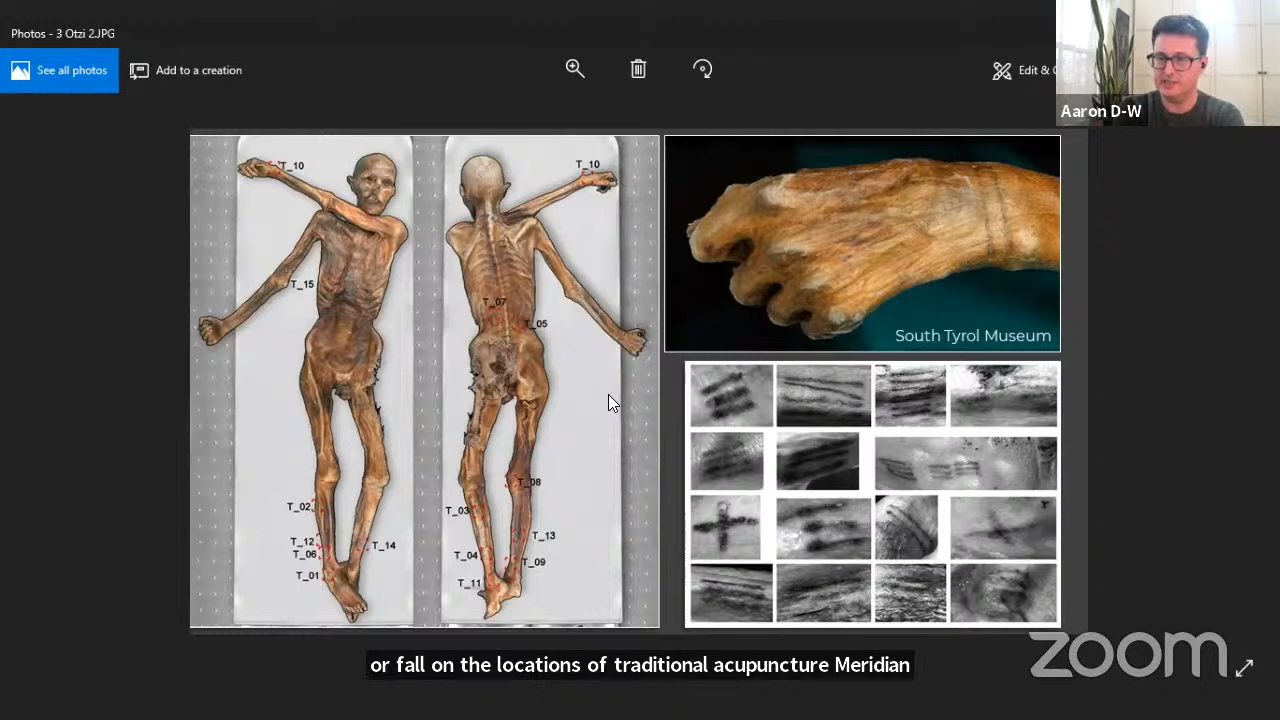 Photos - 3 Otzi 2.JPG
See all photos
Add to a creation
Edit & C
Aaron D-W
T_10
T_10
T_15
T_07
T_05
T_08
T_02
T_03
T_12
T_13
T_14
T_06
T_04
T_09
T_01
T_11
South Tyrol Museum
or fall on the locations of traditional acupuncture Meridian
zoom